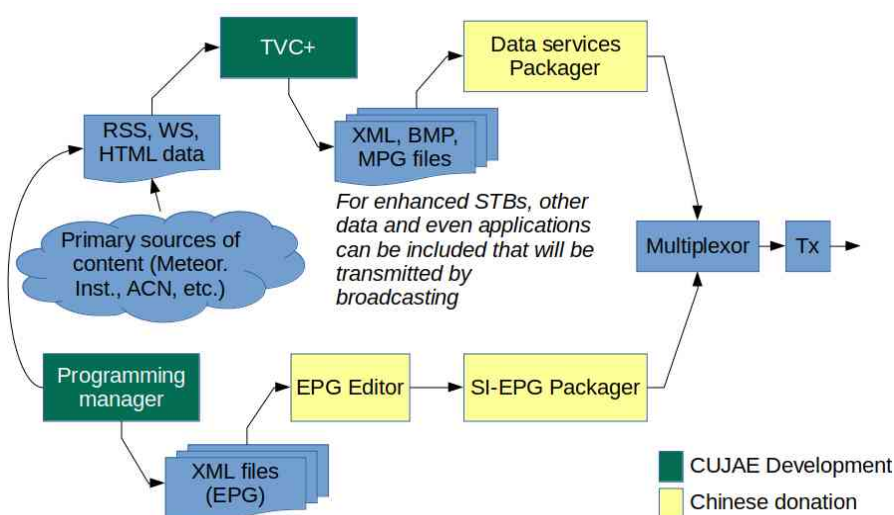 TVC+
Data services
Packager
RSS, WS,
HTML data
XML, BMP,
MPG files
For enhanced STBs, other
data and even applications
can be included that will be
transmitted by
broadcasting
Primary sources of
content (Meteor.
Inst., ACN, etc.)
Multiplexor
Tx
Programming
manager
EPG Editor
SI-EPG Packager
XML files
(EPG)
CUJAE Development
Chinese donation